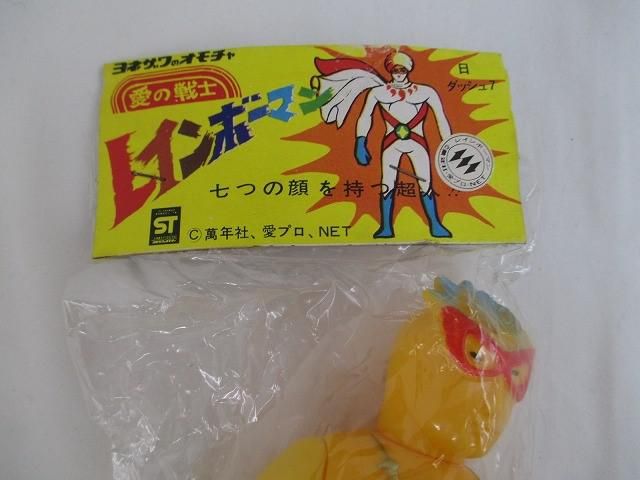 ヨネザワのオモチャ
愛の戦士
レインボーマン
日
ダッシュ7
七つの顔を持つ超人!!
ST
©萬年社、愛プロ、NET